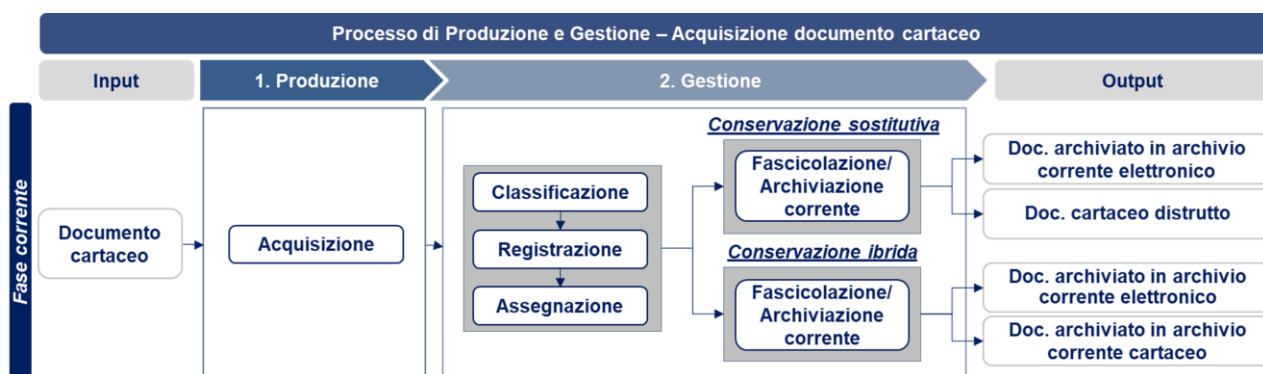 Processo di Produzione e Gestione – Acquisizione documento cartaceo
Input
1. Produzione
2. Gestione
Output
Fase corrente
Documento
cartaceo
Acquisizione
Classificazione
Registrazione
Assegnazione
Conservazione sostitutiva
Fascicolazione/
Archiviazione
corrente
Conservazione ibrida
Fascicolazione/
Archiviazione
corrente
Doc. archiviato in archivio
corrente elettronico
Doc. cartaceo distrutto
Doc. archiviato in archivio
corrente elettronico
Doc. archiviato in archivio
corrente cartaceo